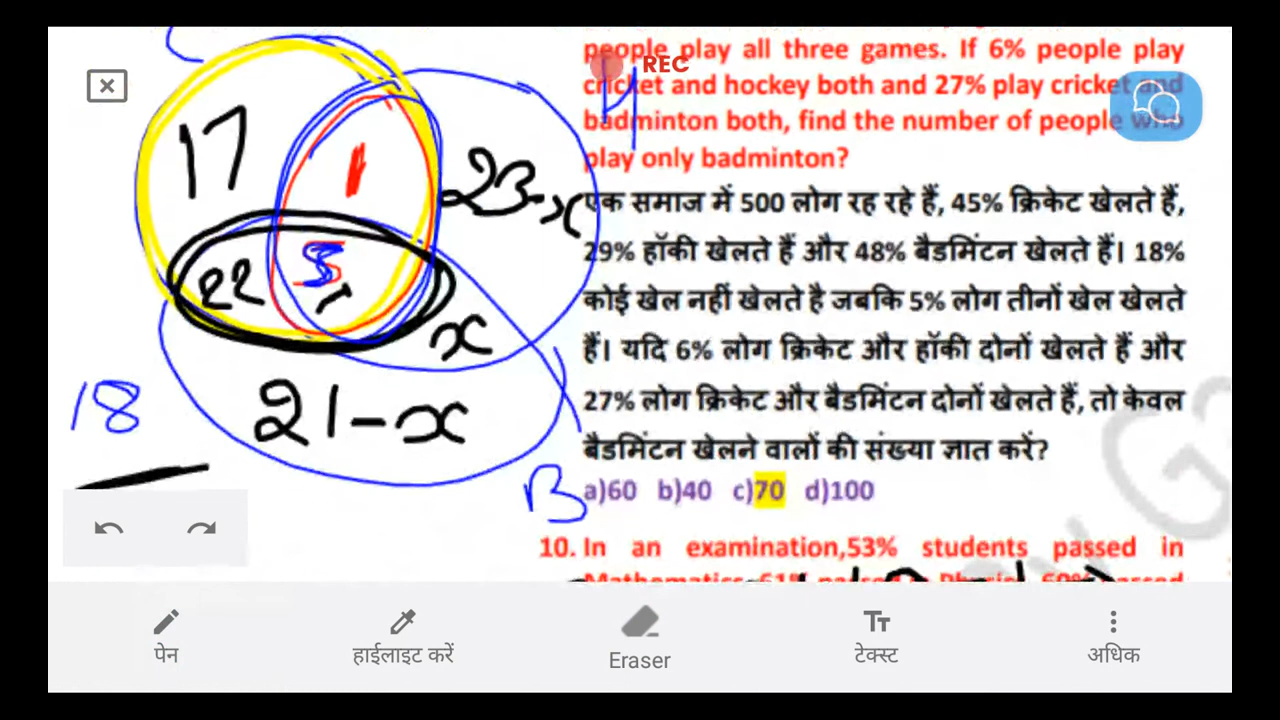 people play all three games. If 6% people play
REC
cricket and hockey both and 27% play cricket and
H
badminton both, find the number of people who
play only badminton?
17
1
23-x
एक समाज में 500 लोग रह रहे हैं, 45% क्रिकेट खेलते हैं,
29% हॉकी खेलते हैं और 48% बैडमिंटन खेलते हैं। 18%
22
5
कोई खेल नहीं खेलते है जबकि 5% लोग तीनों खेल खेलते
x
हैं। यदि 6% लोग क्रिकेट और हॉकी दोनों खेलते हैं और
18
21-x
27% लोग क्रिकेट और बैडमिंटन दोनों खेलते हैं, तो केवल
बैडमिंटन खेलने वालों की संख्या ज्ञात करें?
B
a)60 b)40 c)70 d)100
10. In an examination,53% students passed in
पेन
हाईलाइट करें
Eraser
टेक्स्ट
अधिक